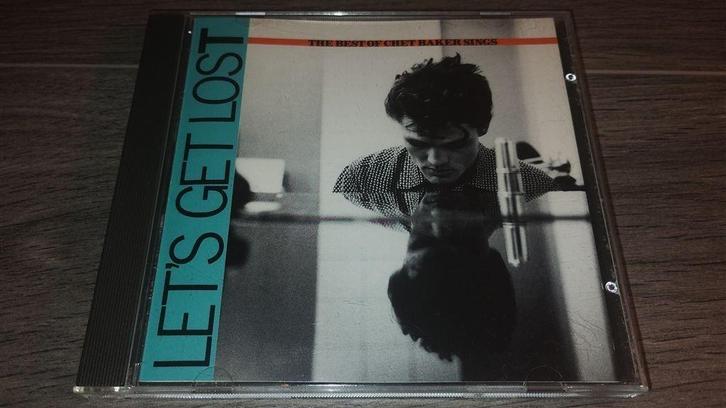 THE BEST OF CHET BAKER SINGS
LET'S GET LOST